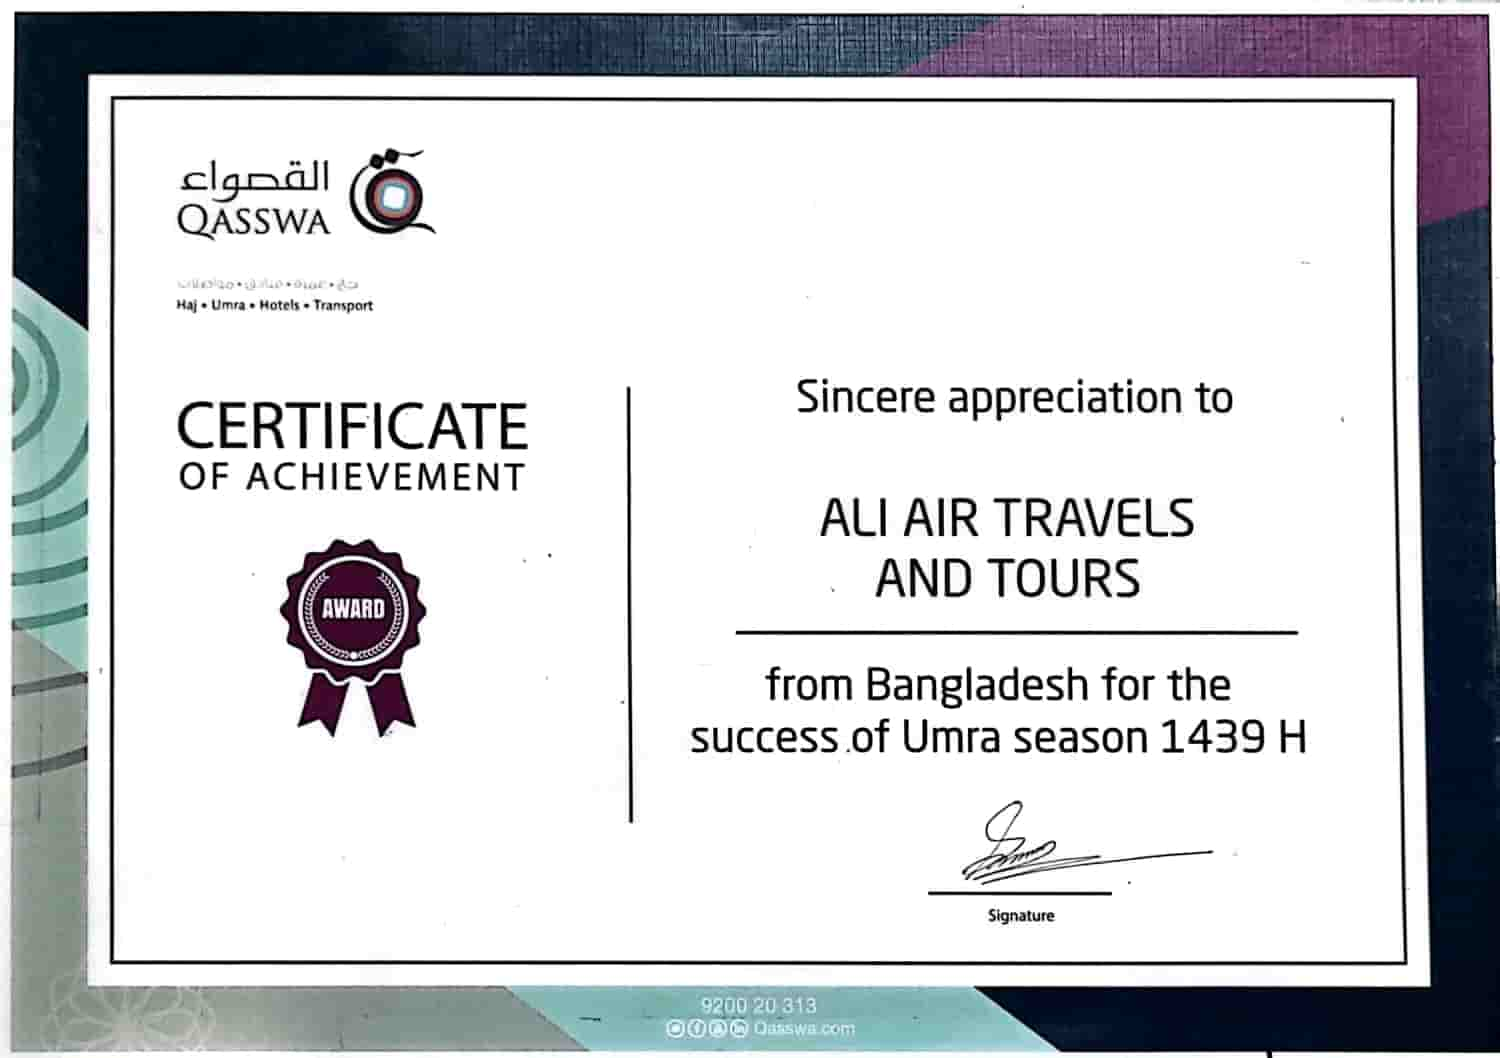 القصواء
QASSWA
حج • عمرة • فنادق • مواصلات
Haj • Umra • Hotels • Transport
CERTIFICATE
OF ACHIEVEMENT
AWARD
Sincere appreciation to
ALI AIR TRAVELS
AND TOURS
from Bangladesh for the
success of Umra season 1439 H
Signature
9200 20 313
Qasswa.com